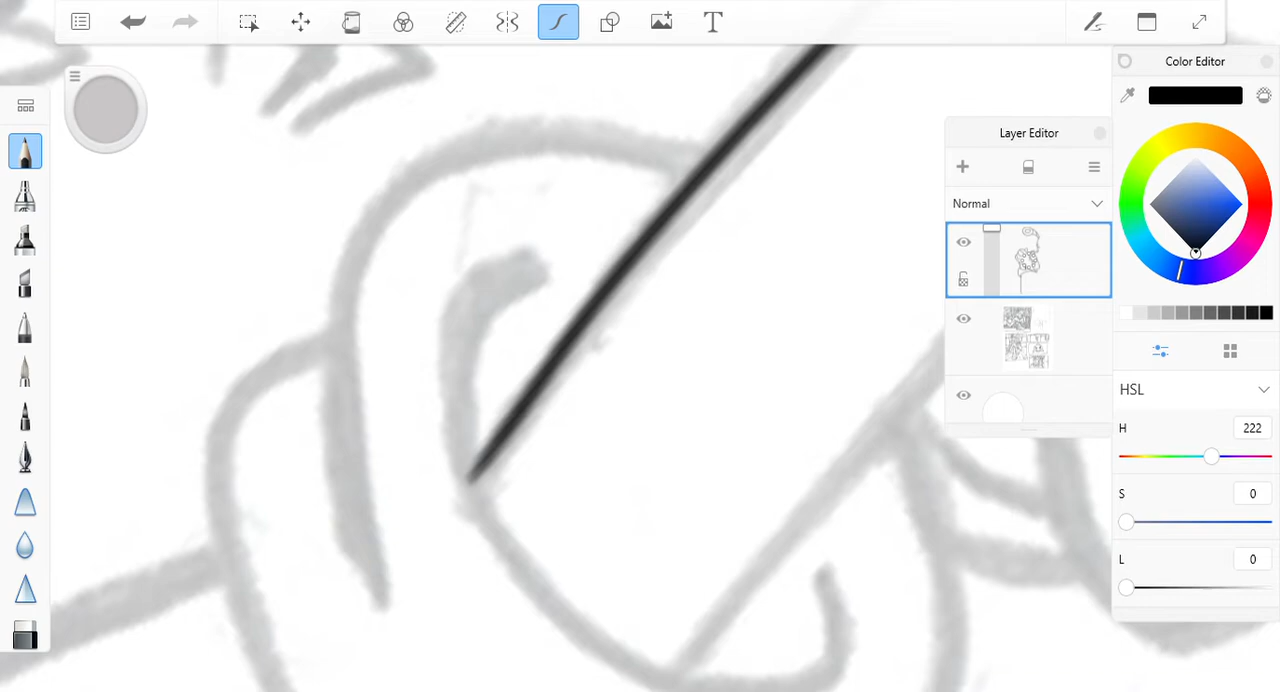 T
Color Editor
Layer Editor
Normal
HSL
H 222
S 0
L 0